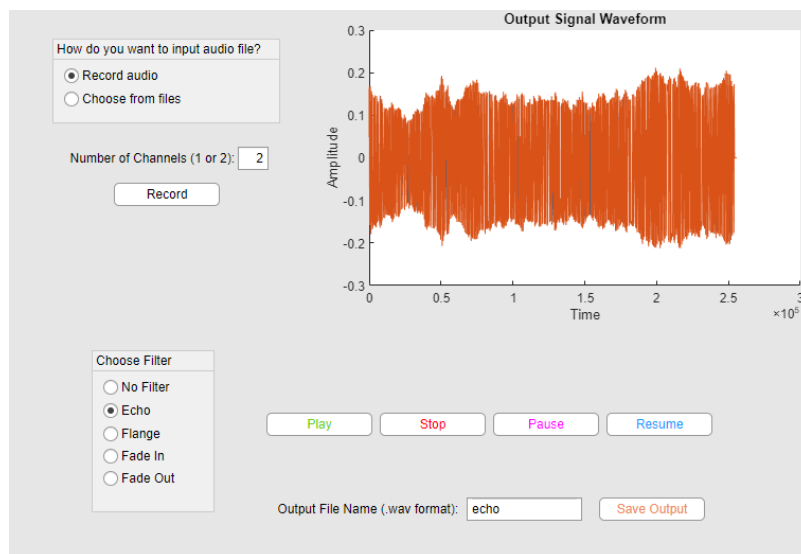 Output Signal Waveform
How do you want to input audio file?
Record audio
Choose from files
Number of Channels (1 or 2): 2
Record
0.3
0.2
0.1
0
-0.1
-0.2
-0.3
Amplitude
0 0.5 1 1.5 2 2.5 3
Time
×10⁵
Choose Filter
No Filter
Echo
Flange
Fade In
Fade Out
Play Stop Pause Resume
Output File Name (.wav format): echo Save Output